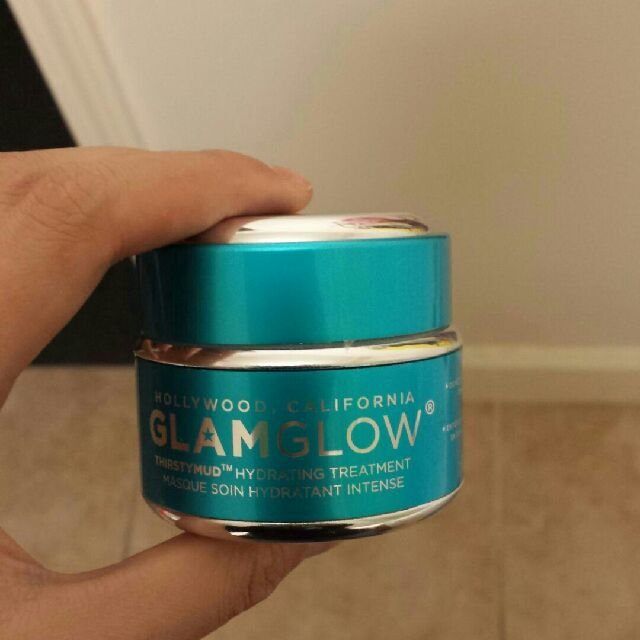 HOLLYWOOD, CALIFORNIA
GLAMGLOW®
THIRSTYMUD™ HYDRATING TREATMENT
MASQUE SOIN HYDRATANT INTENSE